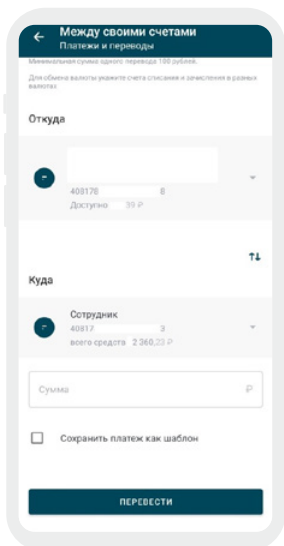 Между своими счетами
Платежи и переводы
Минимальная сумма одного перевода 100 рублей.
Для обмена валюты укажите счета списания и зачисления в разных
валютах
Откуда
408178 8
Доступно 39 ₽
Куда
Сотрудник
40817 3
всего средств 2 360,23 ₽
Сумма ₽
Сохранить платеж как шаблон
ПЕРЕВЕСТИ